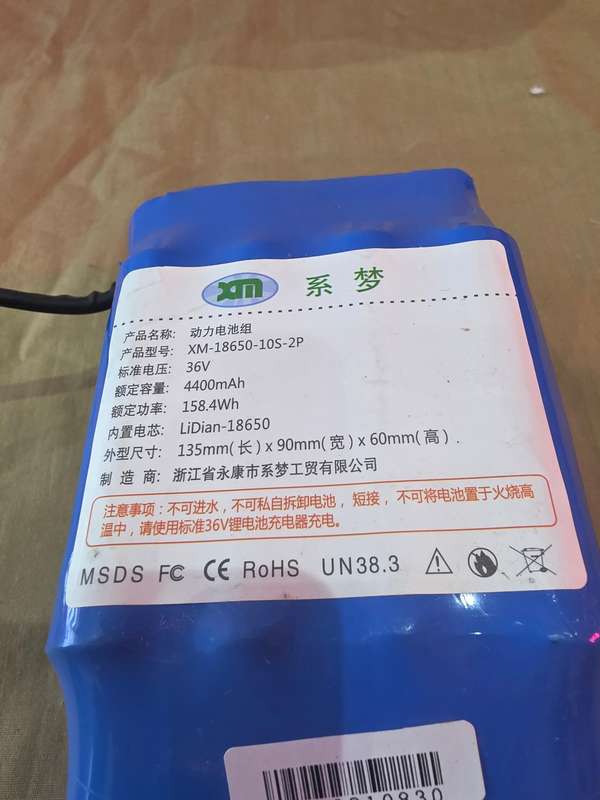 XM 系梦
产品名称: 动力电池组
产品型号: XM-18650-10S-2P
标准电压: 36V
额定容量: 4400mAh
额定功率: 158.4Wh
内置电芯: LiDian-18650
外型尺寸: 135mm(长) x 90mm(宽) x 60mm(高) .
制 造 商: 浙江省永康市系梦工贸有限公司
注意事项：不可进水，不可私自拆卸电池，短接，不可将电池置于火烧高
温中，请使用标准36V锂电池充电器充电。
MSDS FC CE RoHS UN38.3